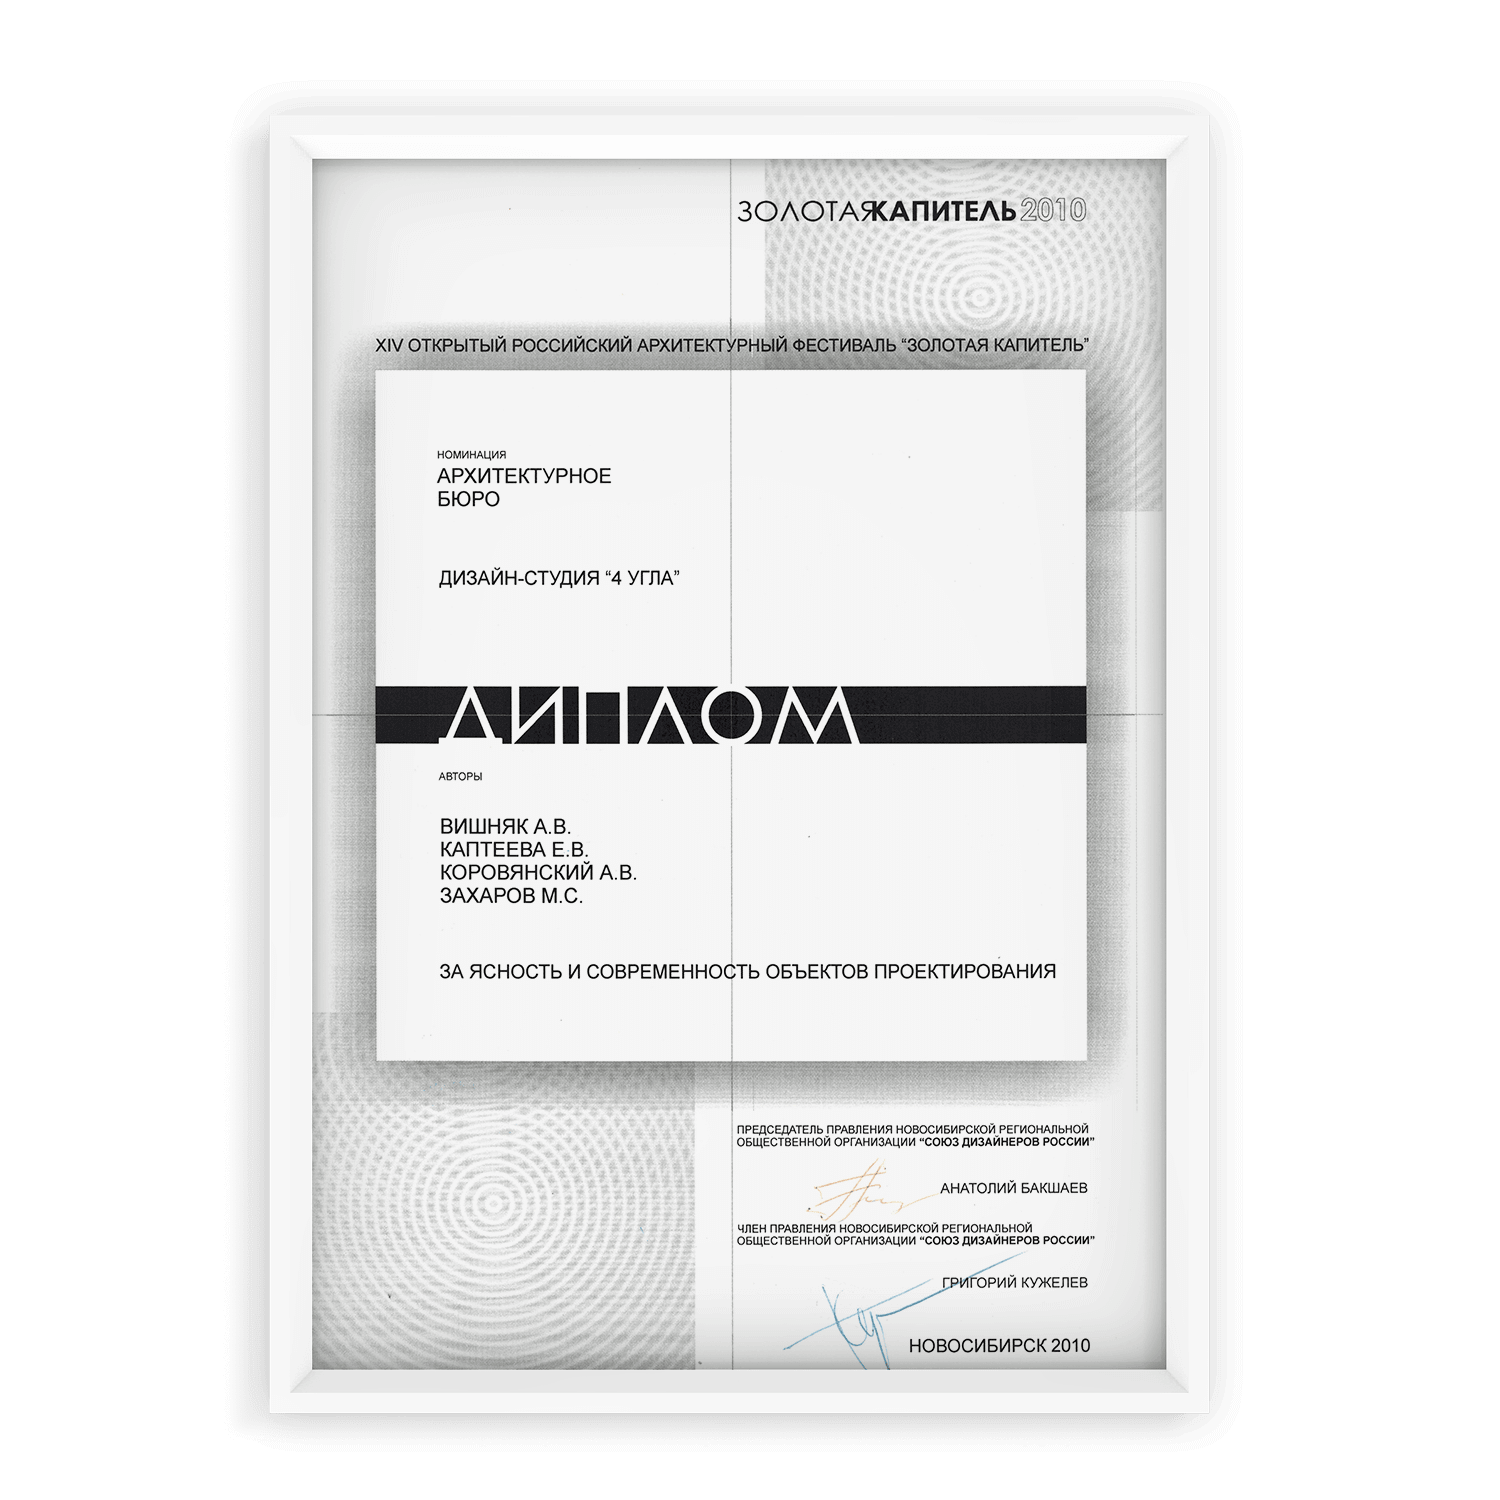 ЗОЛОТАЯКАПИТЕЛЬ2010
XIV ОТКРЫТЫЙ РОССИЙСКИЙ АРХИТЕКТУРНЫЙ ФЕСТИВАЛЬ “ЗОЛОТАЯ КАПИТЕЛЬ”
НОМИНАЦИЯ
АРХИТЕКТУРНОЕ
БЮРО
ДИЗАЙН-СТУДИЯ “4 УГЛА”
ДИПЛОМ
АВТОРЫ
ВИШНЯК А.В.
КАПТЕЕВА Е.В.
КОРОВЯНСКИЙ А.В.
ЗАХАРОВ М.С.
ЗА ЯСНОСТЬ И СОВРЕМЕННОСТЬ ОБЪЕКТОВ ПРОЕКТИРОВАНИЯ
ПРЕДСЕДАТЕЛЬ ПРАВЛЕНИЯ НОВОСИБИРСКОЙ РЕГИОНАЛЬНОЙ
ОБЩЕСТВЕННОЙ ОРГАНИЗАЦИИ “СОЮЗ ДИЗАЙНЕРОВ РОССИИ”
АНАТОЛИЙ БАКШАЕВ
ЧЛЕН ПРАВЛЕНИЯ НОВОСИБИРСКОЙ РЕГИОНАЛЬНОЙ
ОБЩЕСТВЕННОЙ ОРГАНИЗАЦИИ “СОЮЗ ДИЗАЙНЕРОВ РОССИИ”
ГРИГОРИЙ КУЖЕЛЕВ
НОВОСИБИРСК 2010